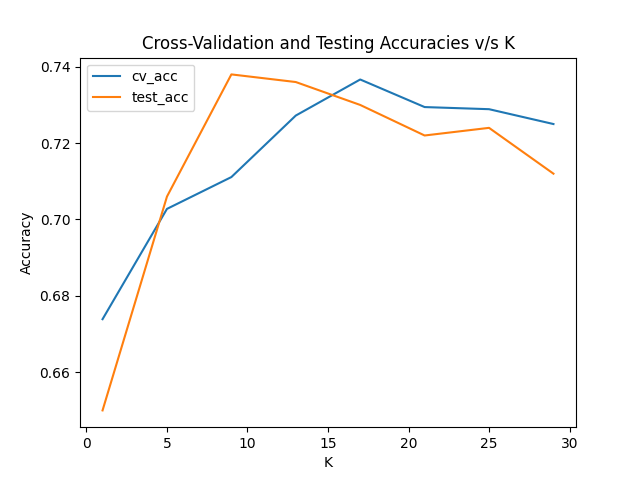 Cross-Validation and Testing Accuracies v/s K
cv_acc
test_acc
0.74
0.72
0.70
0.68
0.66
Accuracy
0 5 10 15 20 25 30
K